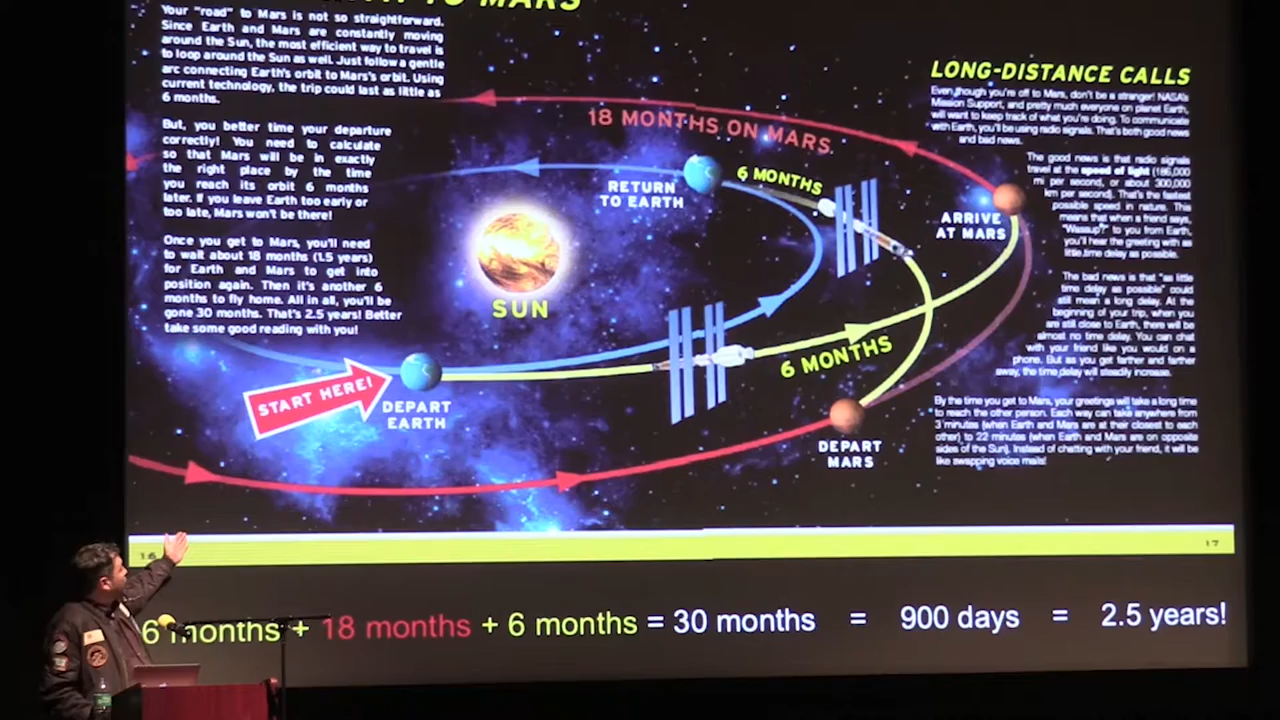 TO MARS
Your "road" to Mars is not so straightforward.
Since Earth and Mars are constantly moving
around the Sun, the most efficient way to travel is
to loop around the Sun as well. Just follow a gentle
arc connecting Earth's orbit to Mars's orbit. Using
current technology, the trip could last as little as
6 months.
But, you better time your departure
correctly! You need to calculate
so that Mars will be in exactly
the right place by the time
you reach its orbit 6 months
later. If you leave Earth too early or
too late, Mars won't be there!
Once you get to Mars, you'll need
to wait about 18 months (1.5 years)
for Earth and Mars to get into
position again. Then it's another 6
months to fly home. All in all, you'll be
gone 30 months. That's 2.5 years! Better
take some good reading with you!
18 MONTHS ON MARS
6 MONTHS
RETURN
TO EARTH
ARRIVE
AT MARS
SUN
6 MONTHS
START HERE!
DEPART
EARTH
DEPART
MARS
LONG-DISTANCE CALLS
Even though you're off to Mars, don't be a stranger! NASA's
Mission Support, and pretty much everyone on planet Earth,
will want to keep track of what you're doing. To communicate
with Earth, you'll be using radio signals. That's both good news
and bad news.
The good news is that radio signals
travel at the speed of light (186,000
mi per second, or about 300,000
km per second). That's the fastest
possible speed in nature. This
means that when a friend says,
"Wassup?" to you from Earth,
you'll hear the greeting with as
little time delay as possible.
The bad news is that "as little
time delay as possible" could
still mean a long delay. At the
beginning of your trip, when you
are still close to Earth, there will be
almost no time delay. You can chat
with your friend like you would on a
phone. But as you get farther and farther
away, the time delay will steadily increase.
By the time you get to Mars, your greetings will take a long time
to reach the other person. Each way can take anywhere from
3 minutes (when Earth and Mars are at their closest to each
other) to 22 minutes (when Earth and Mars are on opposite
sides of the Sun). Instead of chatting with your friend, it will be
like swapping voice mails!
16
17
6 months + 18 months + 6 months = 30 months = 900 days = 2.5 years!